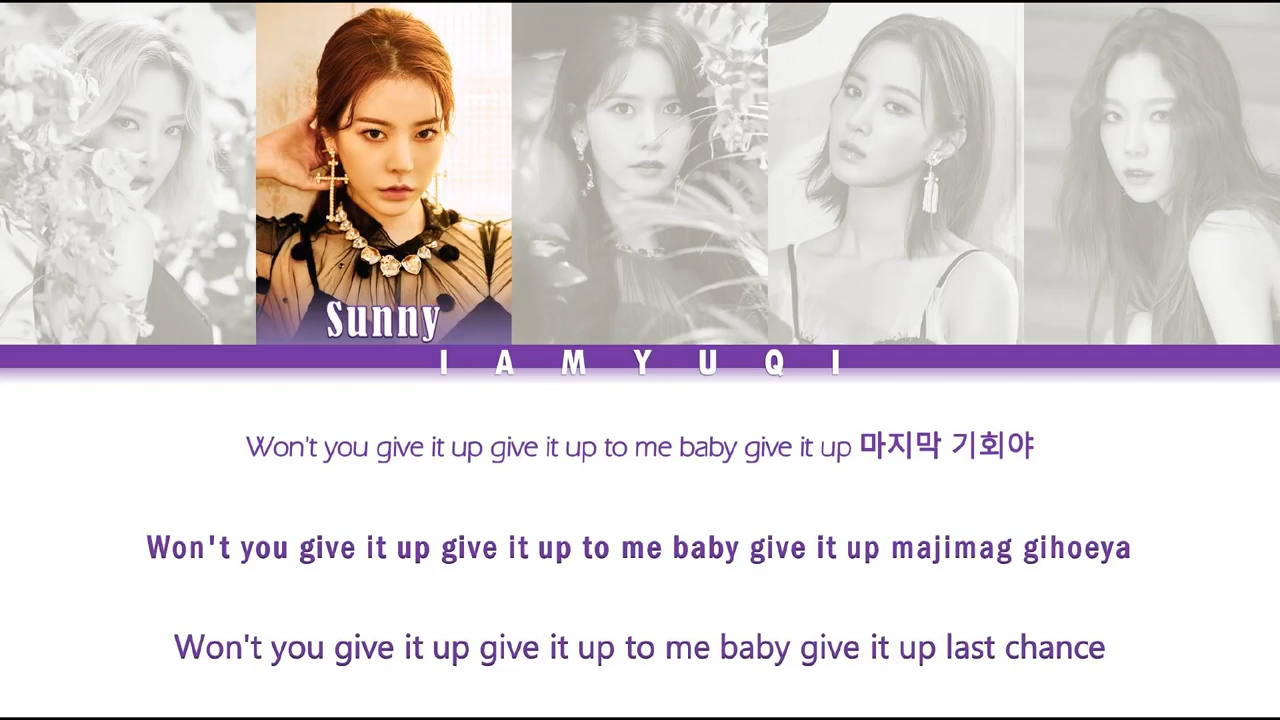 Sunny
I A M Y U Q I
Won't you give it up give it up to me baby give it up 마지막 기회야
Won't you give it up give it up to me baby give it up majimag gihoeya
Won't you give it up give it up to me baby give it up last chance